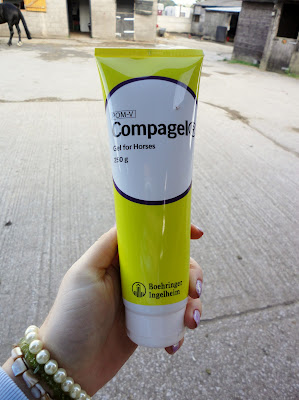 POM-V
Compagel®
Gel for Horses
250 g
Boehringer
Ingelheim